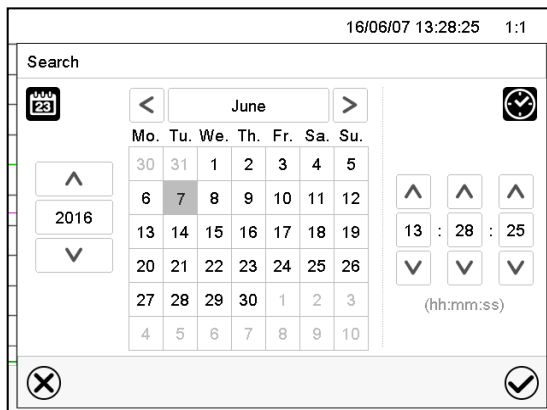 16/06/07 13:28:25 1:1
Search
23
< June >
Mo. Tu. We. Th. Fr. Sa. Su.
30 31 1 2 3 4 5
6 7 8 9 10 11 12
13 14 15 16 17 18 19
20 21 22 23 24 25 26
27 28 29 30 1 2 3
4 5 6 7 8 9 10
2016
13 : 28 : 25
(hh:mm:ss)